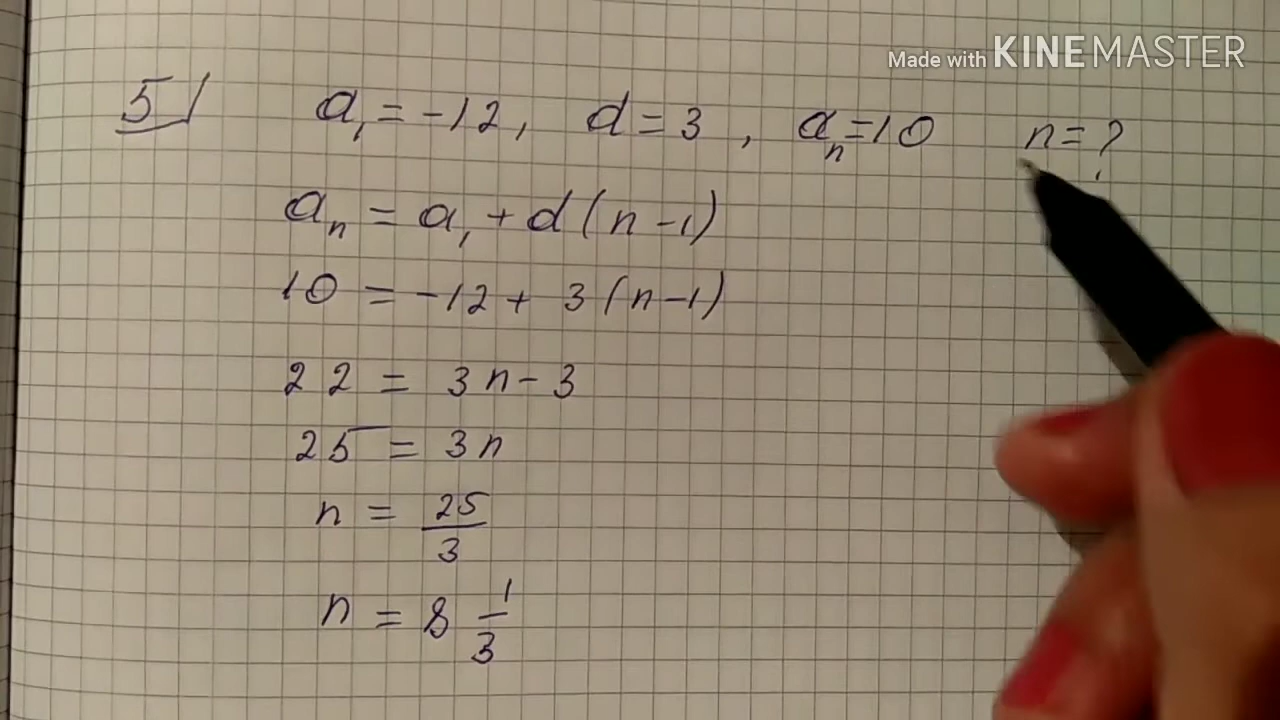 Made with KINEMASTER
5) a₁ = -12, d = 3, aₙ = 10 n = ?
aₙ = a₁ + d(n-1)
10 = -12 + 3(n-1)
22 = 3n - 3
25 = 3n
n = 25/3
n = 8 1/3